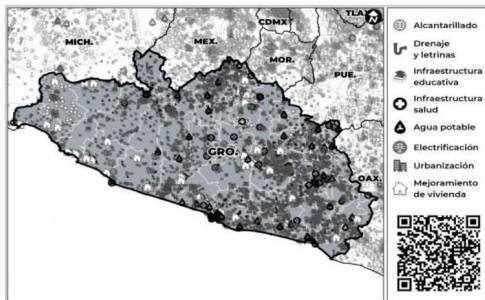 MICH.
MEX.
CDMX
TLAX.
MOR.
PUE.
GRO.
OAX.
Alcantarillado
Drenaje
y letrinas
Infraestructura
educativa
Infraestructura
salud
Agua potable
Electrificación
Urbanización
Mejoramiento
de vivienda